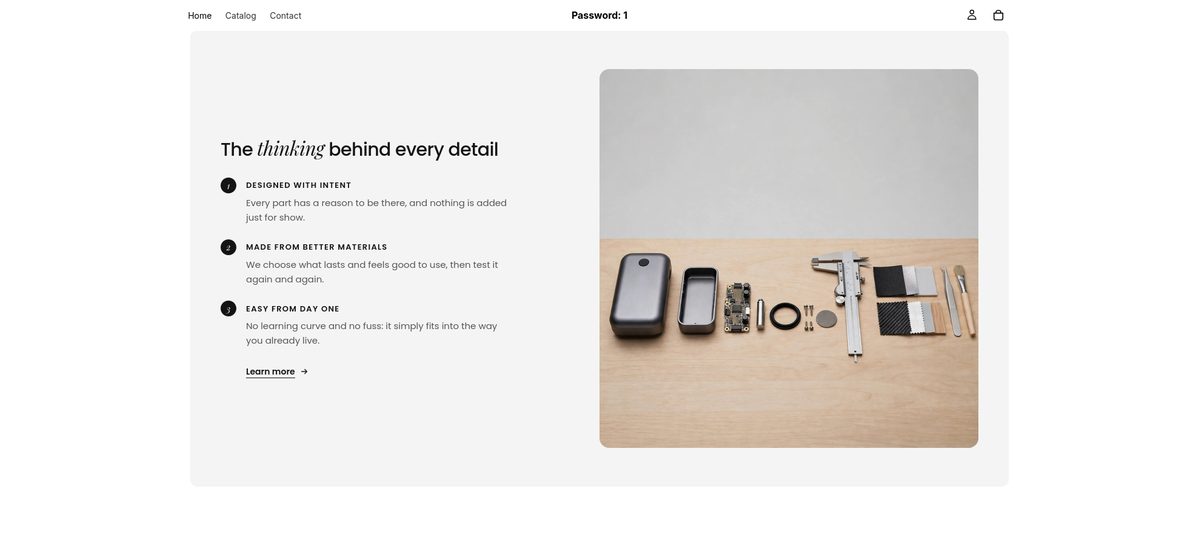 Home Catalog Contact Password: 1
The thinking behind every detail
1 DESIGNED WITH INTENT
Every part has a reason to be there, and nothing is added
just for show.
2 MADE FROM BETTER MATERIALS
We choose what lasts and feels good to use, then test it
again and again.
3 EASY FROM DAY ONE
No learning curve and no fuss: it simply fits into the way
you already live.
Learn more →